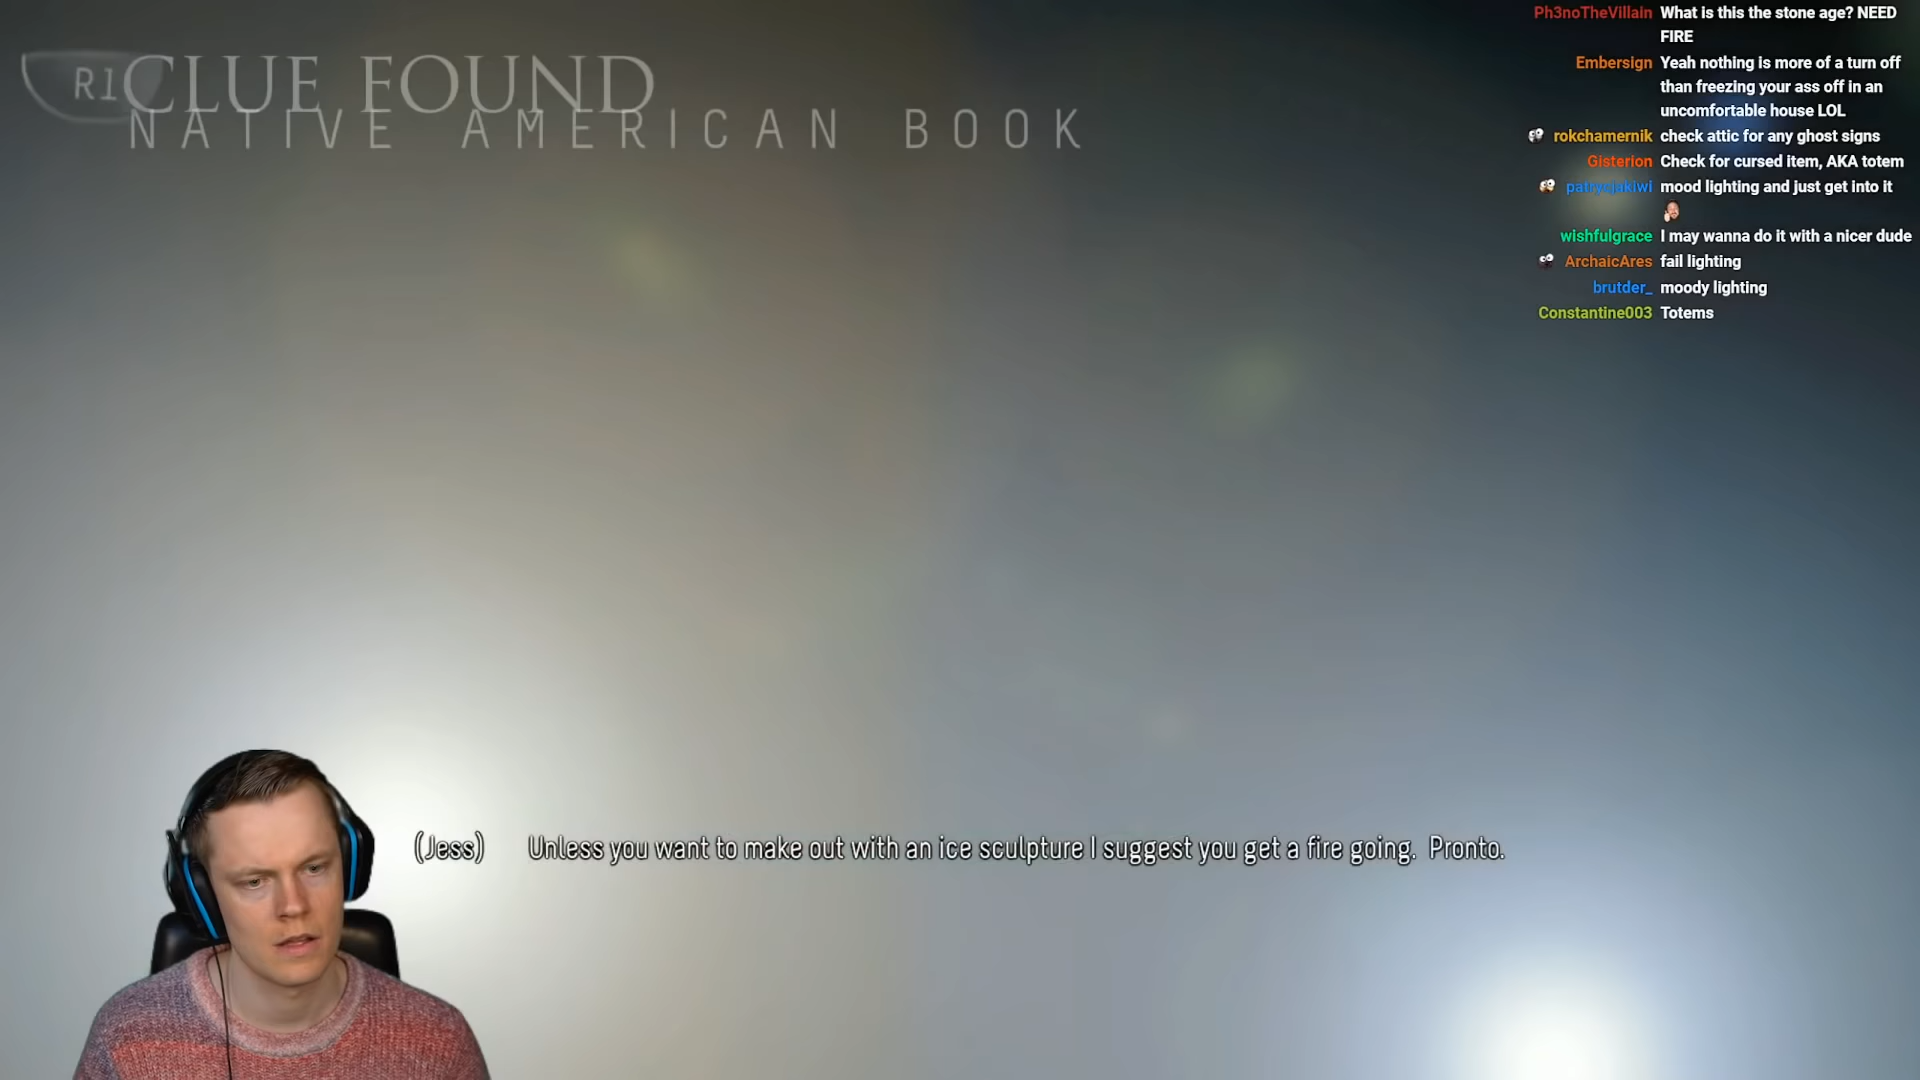 R1 CLUE FOUND
NATIVE AMERICAN BOOK
Ph3noTheVillain What is this the stone age? NEED
FIRE
Embersign Yeah nothing is more of a turn off
than freezing your ass off in an
uncomfortable house LOL
rokchamernik check attic for any ghost signs
Gisterion Check for cursed item, AKA totem
patrycjakiwi mood lighting and just get into it
wishfulgrace I may wanna do it with a nicer dude
ArchaicAres fail lighting
brutder_ moody lighting
Constantine003 Totems
(Jess) Unless you want to make out with an ice sculpture I suggest you get a fire going. Pronto.